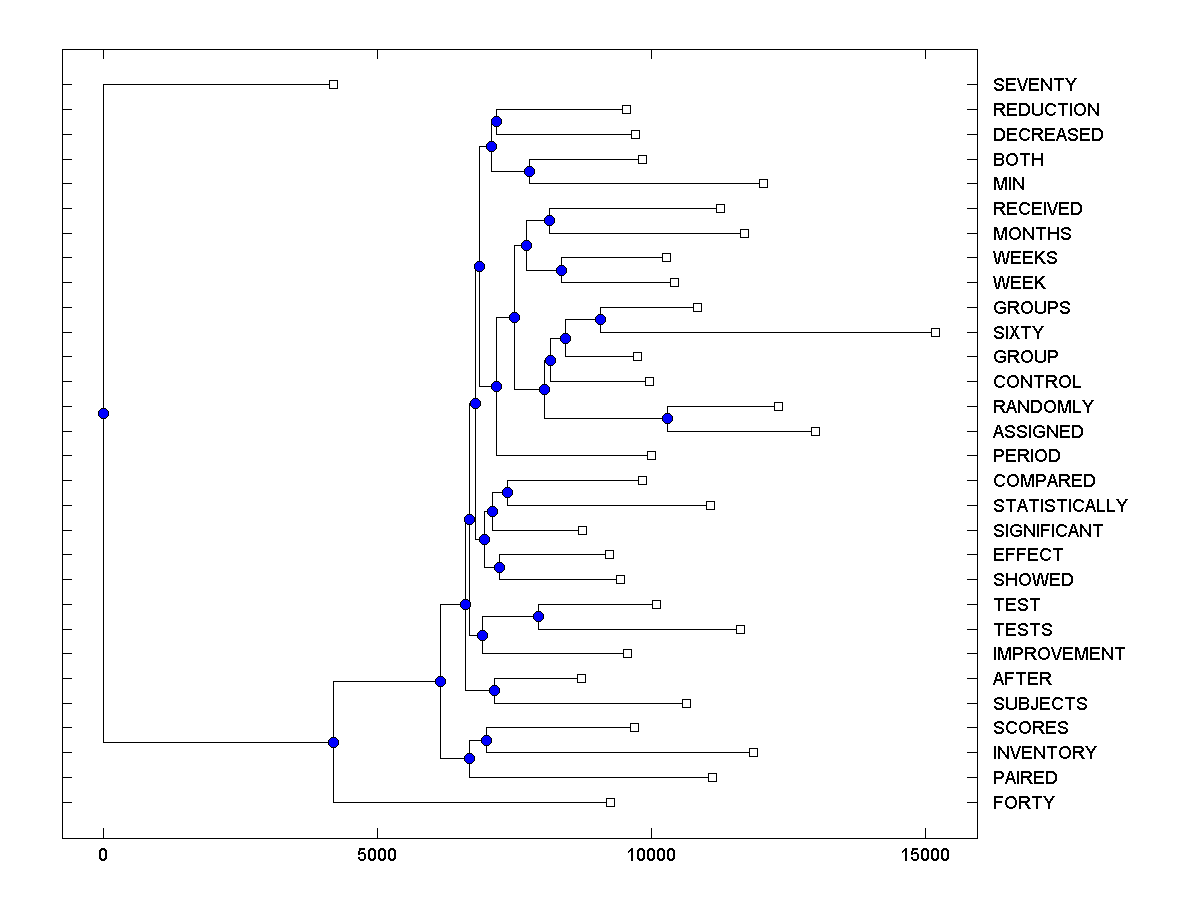 SEVENTY
REDUCTION
DECREASED
BOTH
MIN
RECEIVED
MONTHS
WEEKS
WEEK
GROUPS
SIXTY
GROUP
CONTROL
RANDOMLY
ASSIGNED
PERIOD
COMPARED
STATISTICALLY
SIGNIFICANT
EFFECT
SHOWED
TEST
TESTS
IMPROVEMENT
AFTER
SUBJECTS
SCORES
INVENTORY
PAIRED
FORTY
0 5000 10000 15000